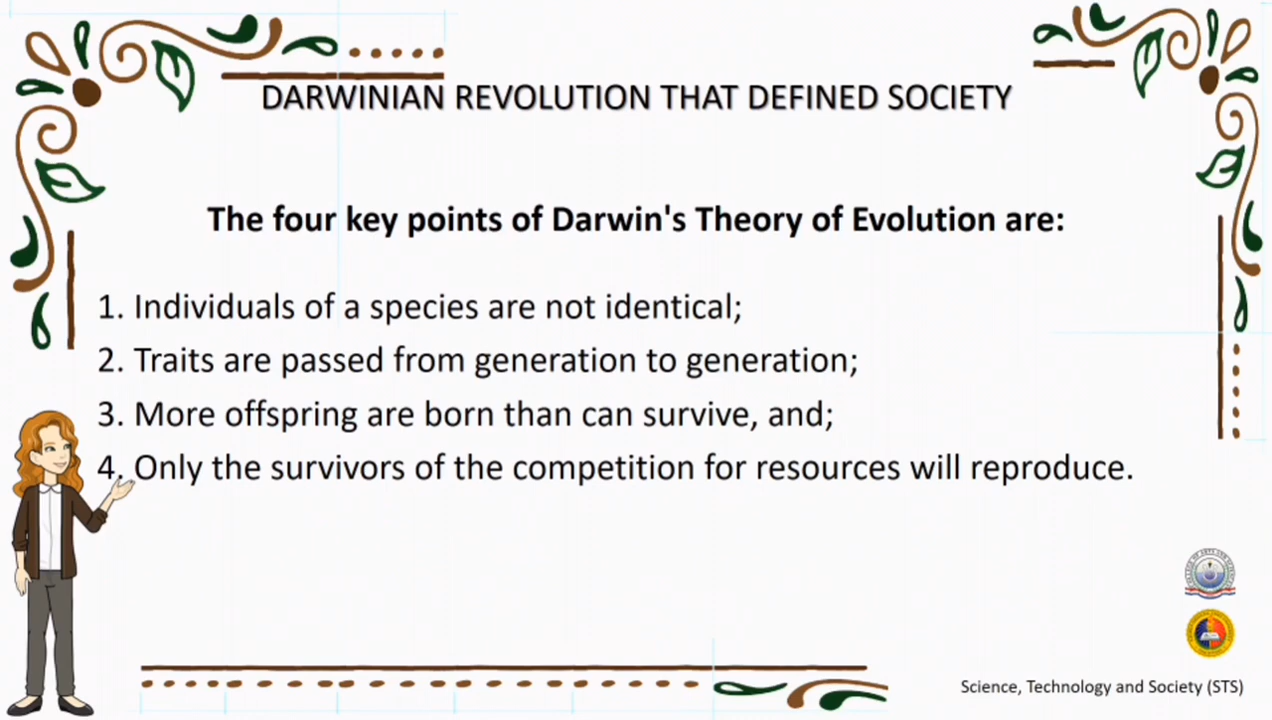 DARWINIAN REVOLUTION THAT DEFINED SOCIETY
The four key points of Darwin's Theory of Evolution are:
1. Individuals of a species are not identical;
2. Traits are passed from generation to generation;
3. More offspring are born than can survive, and;
4. Only the survivors of the competition for resources will reproduce.
Science, Technology and Society (STS)